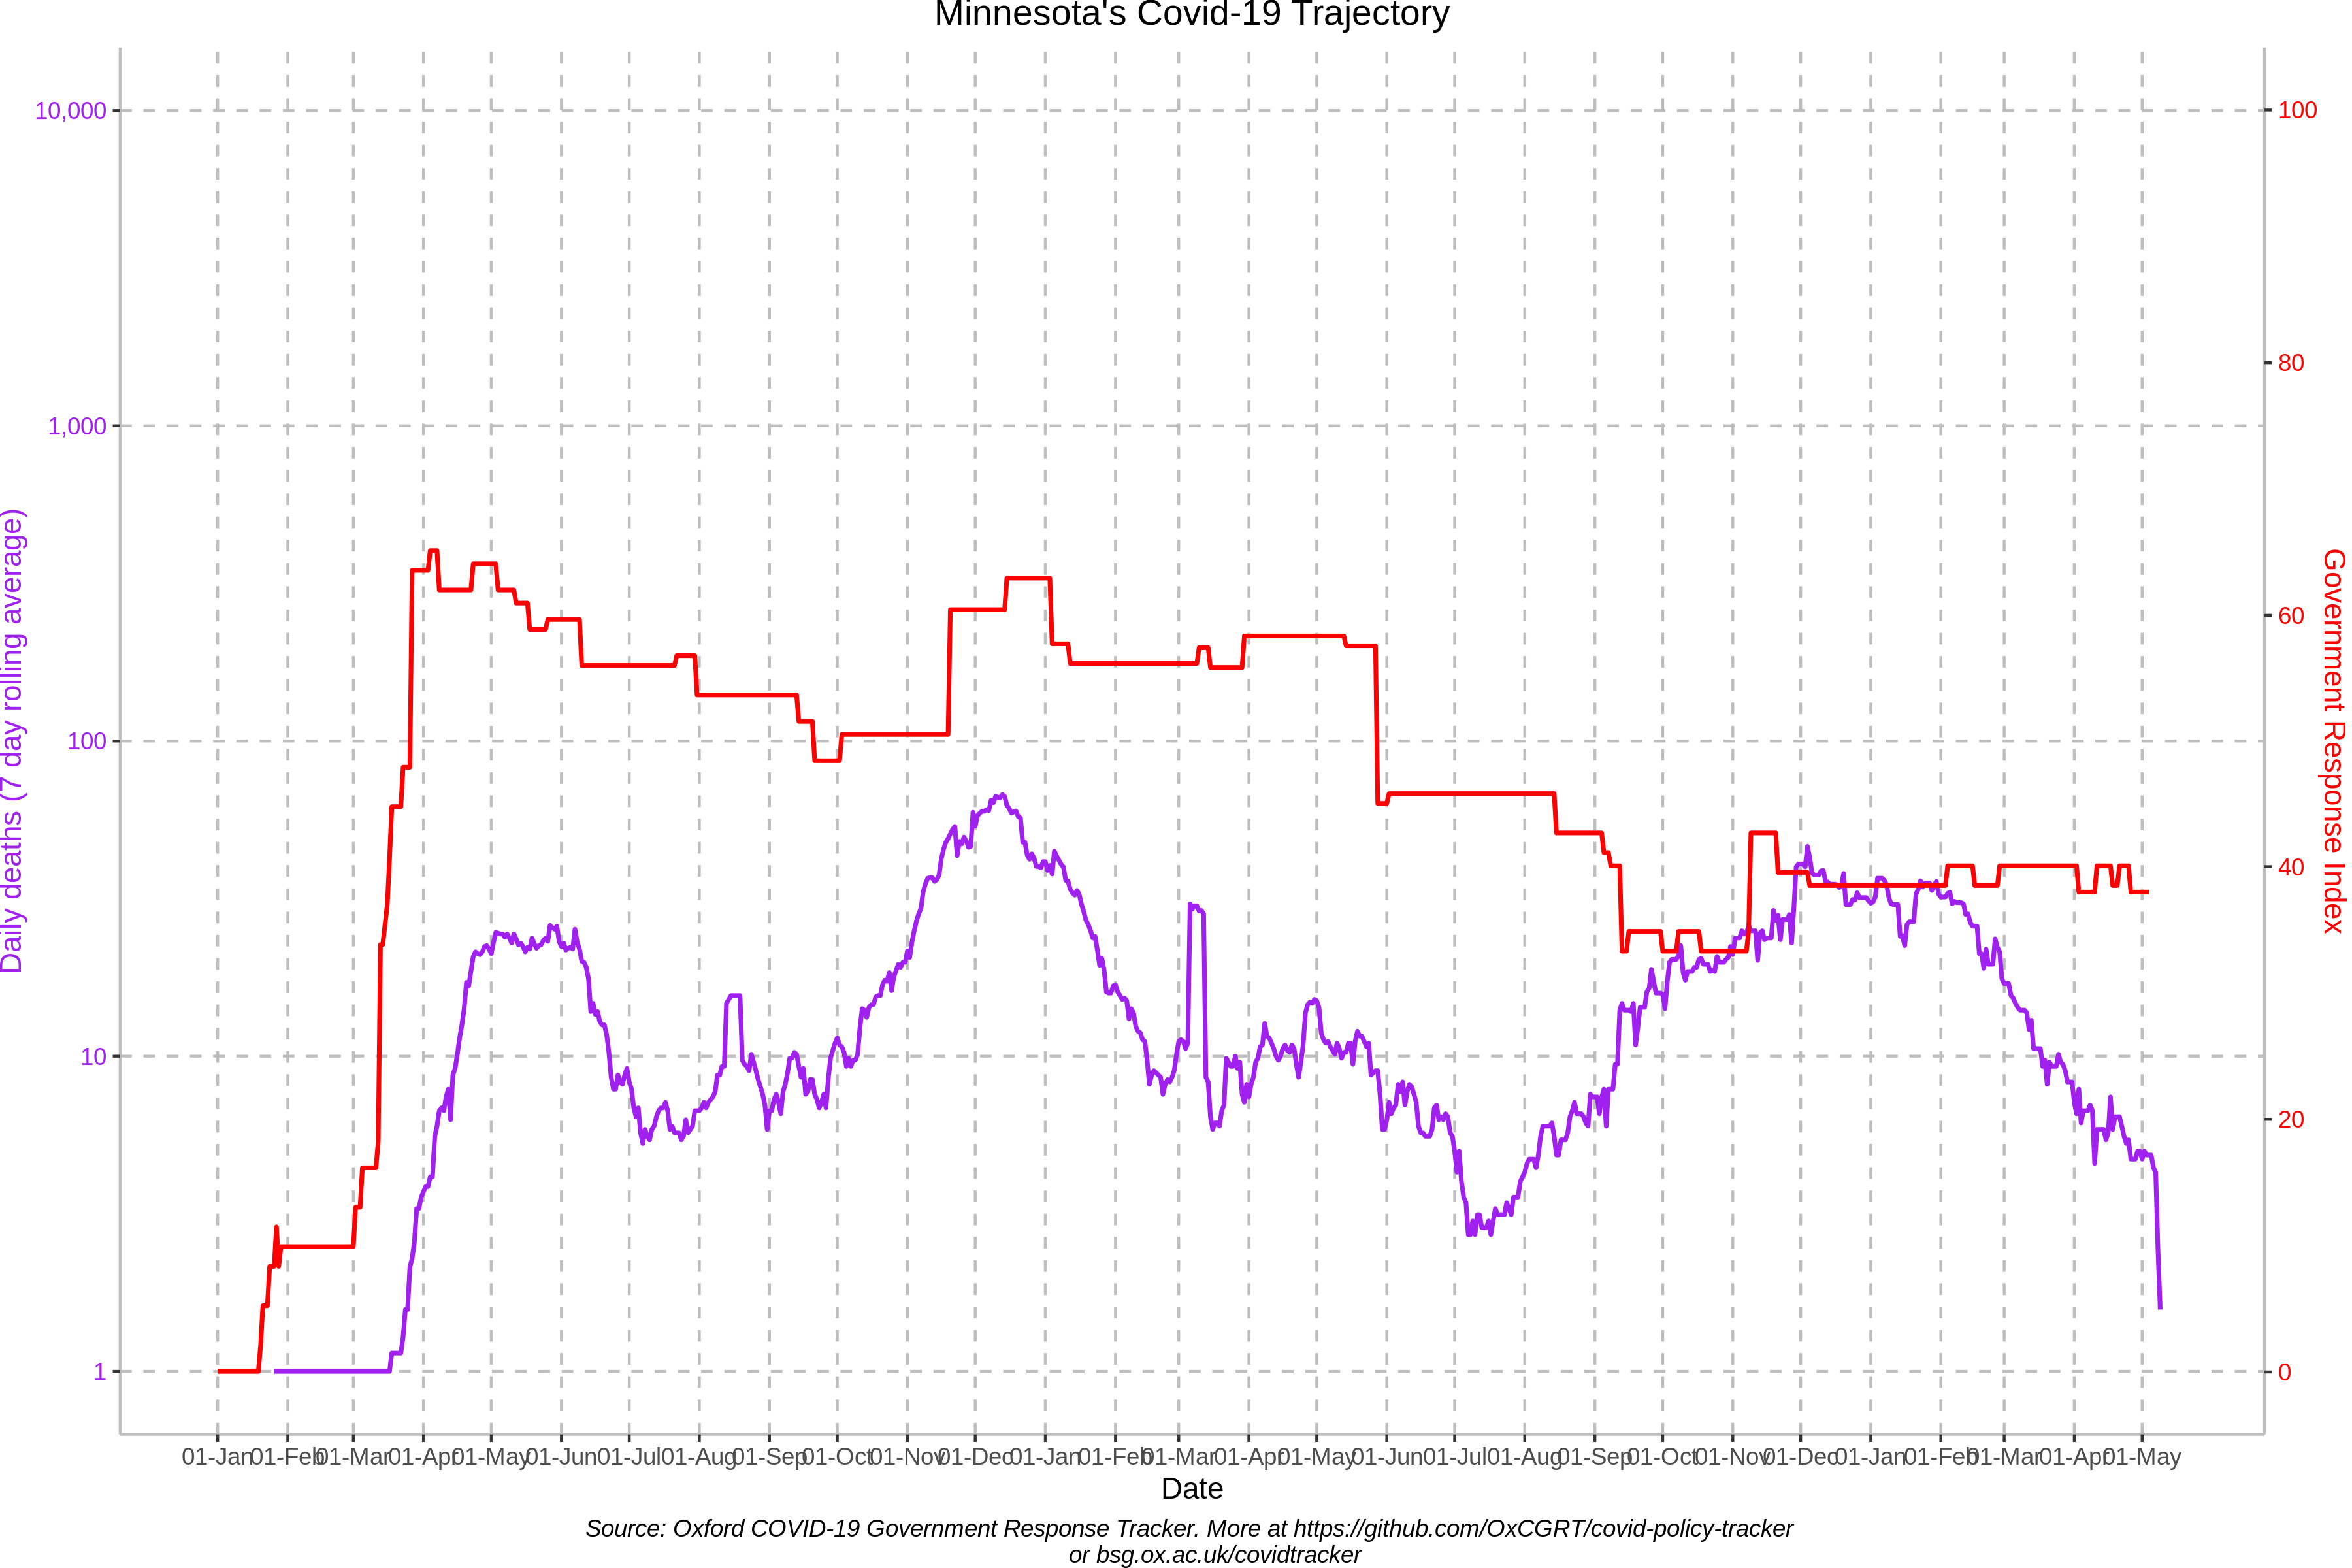 Minnesota's Covid-19 Trajectory
Daily deaths (7 day rolling average)
10,000
1,000
100
10
1
100
80
60
40
20
0
Government Response Index
01-Jan 01-Feb 01-Mar 01-Apr 01-May 01-Jun 01-Jul 01-Aug 01-Sep 01-Oct 01-Nov 01-Dec 01-Jan 01-Feb 01-Mar 01-Apr 01-May 01-Jun 01-Jul 01-Aug 01-Sep 01-Oct 01-Nov 01-Dec 01-Jan 01-Feb 01-Mar 01-Apr 01-May
Date
Source: Oxford COVID-19 Government Response Tracker. More at https://github.com/OxCGRT/covid-policy-tracker
or bsg.ox.ac.uk/covidtracker